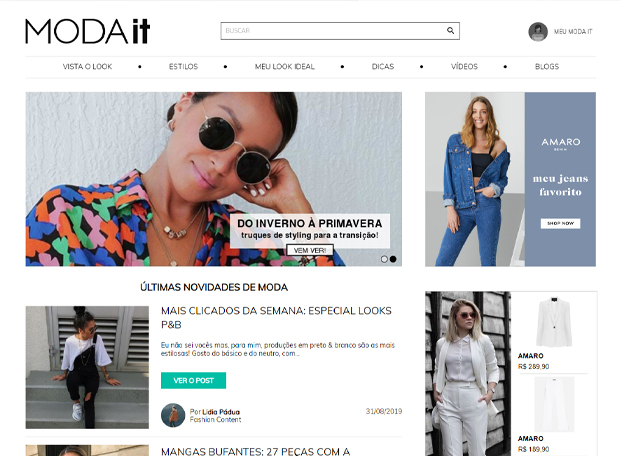 MODAit
BUSCAR
MEU MODA IT
VISTA O LOOK • ESTILOS • MEU LOOK IDEAL • DICAS • VÍDEOS • BLOGS
DO INVERNO À PRIMAVERA
truques de styling para a transição!
VEM VER!
AMARO
meu jeans
favorito
SHOP NOW
ÚLTIMAS NOVIDADES DE MODA
MAIS CLICADOS DA SEMANA: ESPECIAL LOOKS
P&B
Eu não sei vocês mas, para mim, produções em preto & branco são as mais
estilosas! Gosto do básico e do neutro, com...
VER O POST
Por Lidia Pádua
Fashion Content
31/08/2019
MANGAS BUFANTES: 27 PEÇAS COM A
AMARO
R$ 289,90
AMARO
R$ 189,90